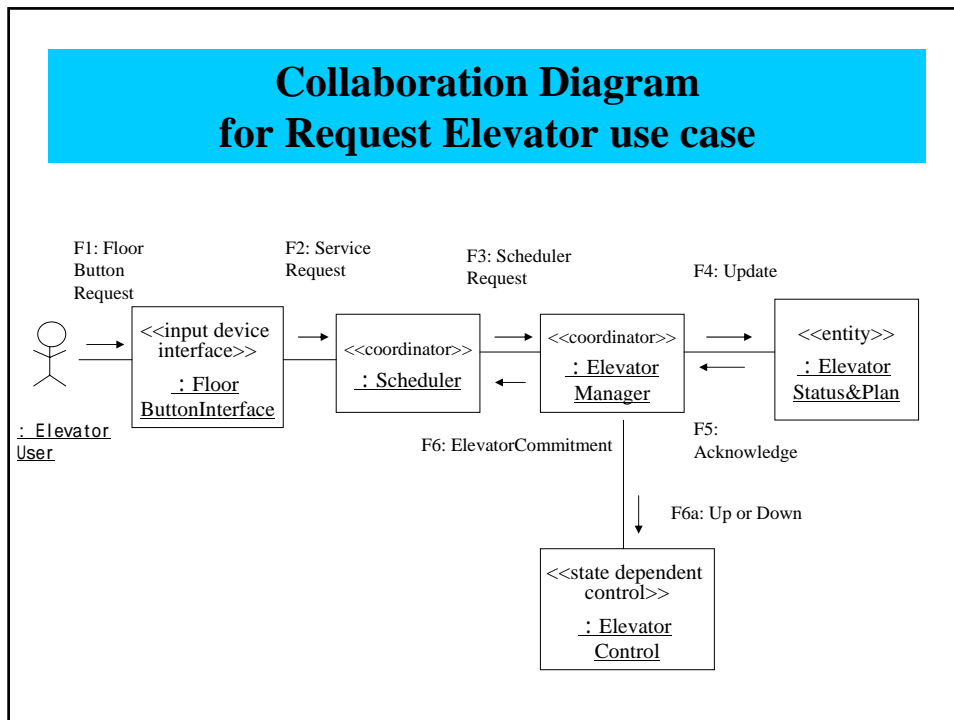 Collaboration Diagram
for Request Elevator use case
F1: Floor
Button
Request
F2: Service
Request
F3: Scheduler
Request
F4: Update
<<input device
interface>>
: Floor
ButtonInterface
<<coordinator>>
: Scheduler
<<coordinator>>
: Elevator
Manager
<<entity>>
: Elevator
Status&Plan
: Elevator
User
F6: ElevatorCommitment
F5:
Acknowledge
F6a: Up or Down
<<state dependent
control>>
: Elevator
Control